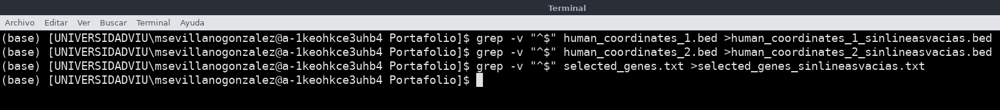 Terminal
Archivo Editar Ver Buscar Terminal Ayuda
(base) [UNIVERSIDADVIU\msevillanogonzalez@a-1keohkce3uhb4 Portafolio]$ grep -v "^$" human_coordinates_1.bed >human_coordinates_1_sinlineasvacias.bed
(base) [UNIVERSIDADVIU\msevillanogonzalez@a-1keohkce3uhb4 Portafolio]$ grep -v "^$" human_coordinates_2.bed >human_coordinates_2_sinlineasvacias.bed
(base) [UNIVERSIDADVIU\msevillanogonzalez@a-1keohkce3uhb4 Portafolio]$ grep -v "^$" selected_genes.txt >selected_genes_sinlineasvacias.txt
(base) [UNIVERSIDADVIU\msevillanogonzalez@a-1keohkce3uhb4 Portafolio]$